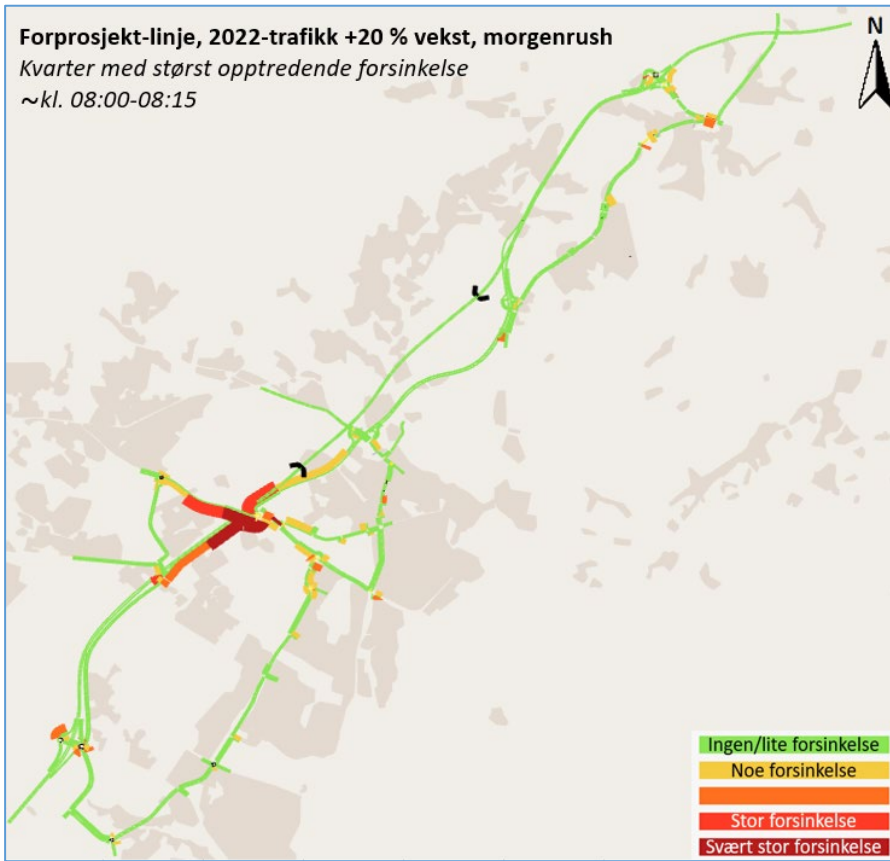 Forprosjekt-linje, 2022-trafikk +20 % vekst, morgenrush
Kvarter med størst opptredende forsinkelse
~kl. 08:00-08:15
N
Ingen/lite forsinkelse
Noe forsinkelse
Stor forsinkelse
Svært stor forsinkelse